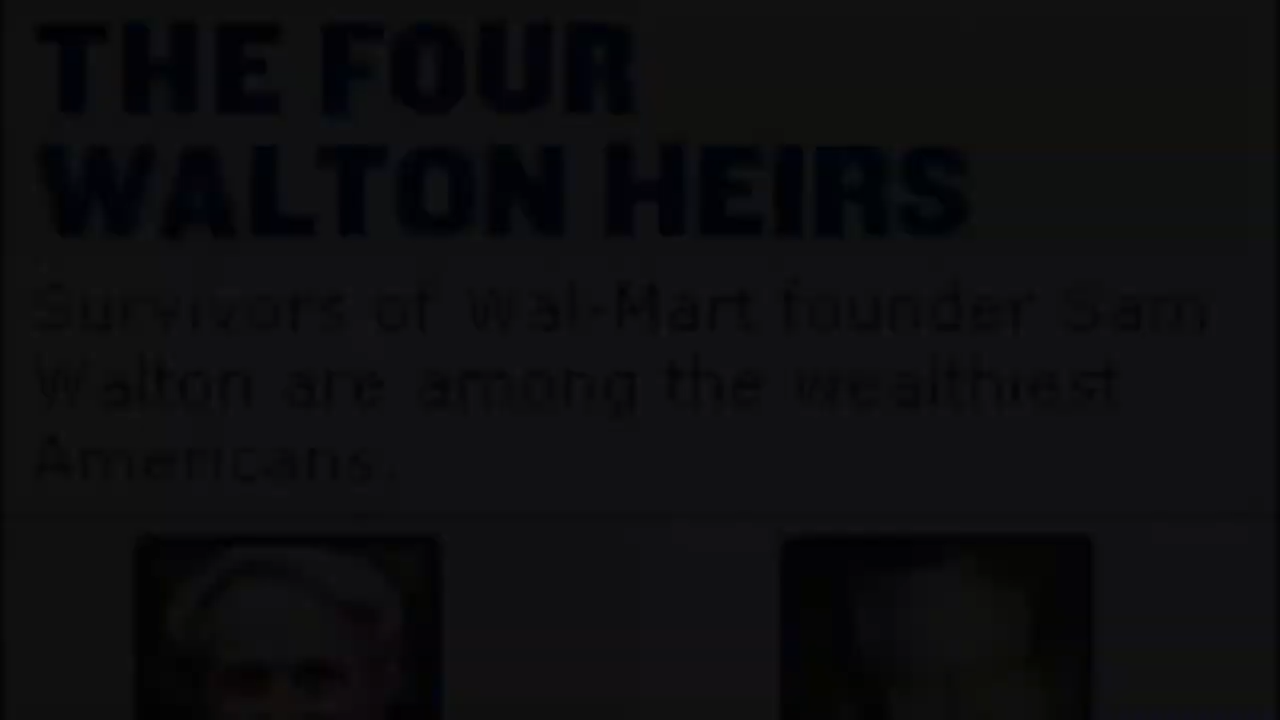 THE FOUR
WALTON HEIRS
Survivors of Wal-Mart founder Sam
Walton are among the wealthiest
Americans.